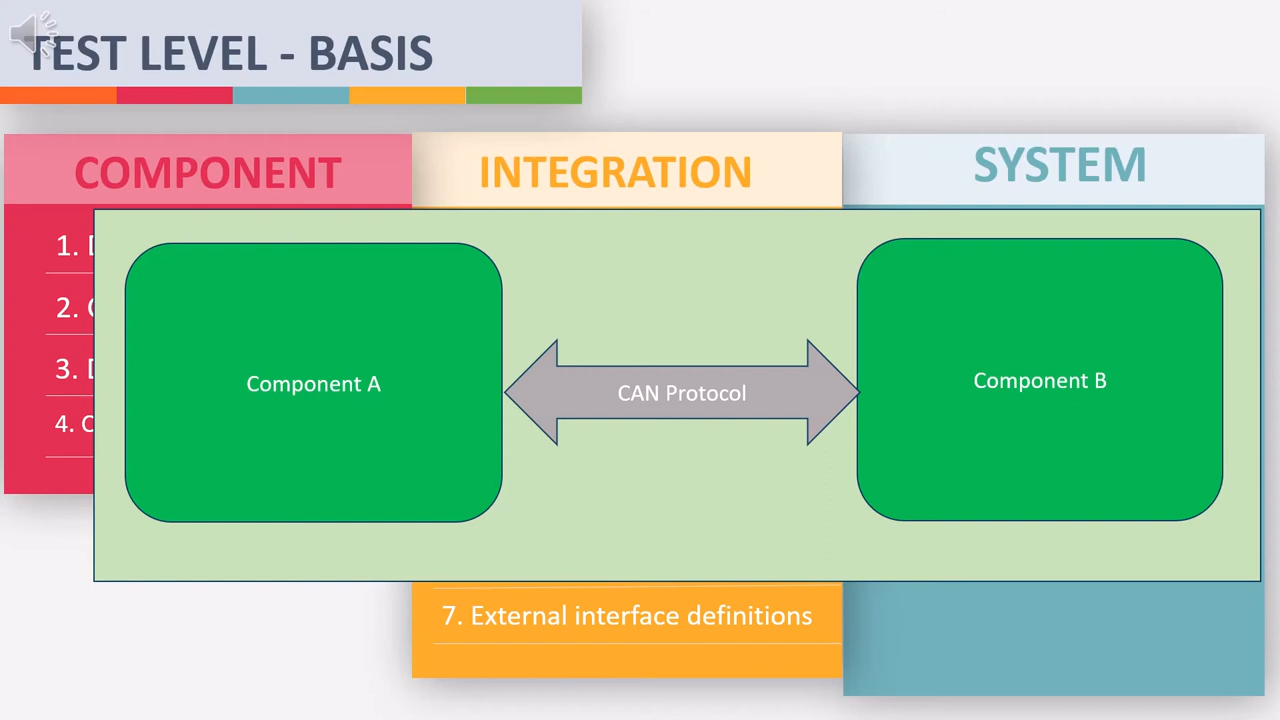 TEST LEVEL - BASIS
COMPONENT
INTEGRATION
SYSTEM
1.
2.
3.
4.
Component A
CAN Protocol
Component B
7. External interface definitions